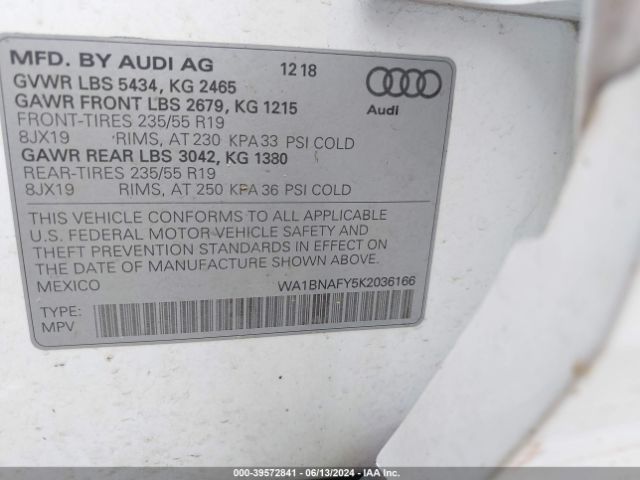 MFD. BY AUDI AG 12 18
GVWR LBS 5434, KG 2465
GAWR FRONT LBS 2679, KG 1215
FRONT-TIRES 235/55 R19
8JX19 RIMS, AT 230 KPA 33 PSI COLD
GAWR REAR LBS 3042, KG 1380
REAR-TIRES 235/55 R19
8JX19 RIMS, AT 250 KPA 36 PSI COLD
Audi
THIS VEHICLE CONFORMS TO ALL APPLICABLE
U.S. FEDERAL MOTOR VEHICLE SAFETY AND
THEFT PREVENTION STANDARDS IN EFFECT ON
THE DATE OF MANUFACTURE SHOWN ABOVE.
MEXICO WA1BNAFY5K2036166
TYPE:
MPV
000-39572841 - 06/13/2024 - IAAI.COM